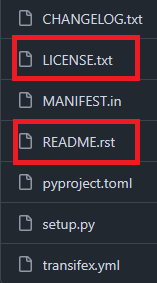 CHANGELOG.txt
LICENSE.txt
MANIFEST.in
README.rst
pyproject.toml
setup.py
transifex.yml